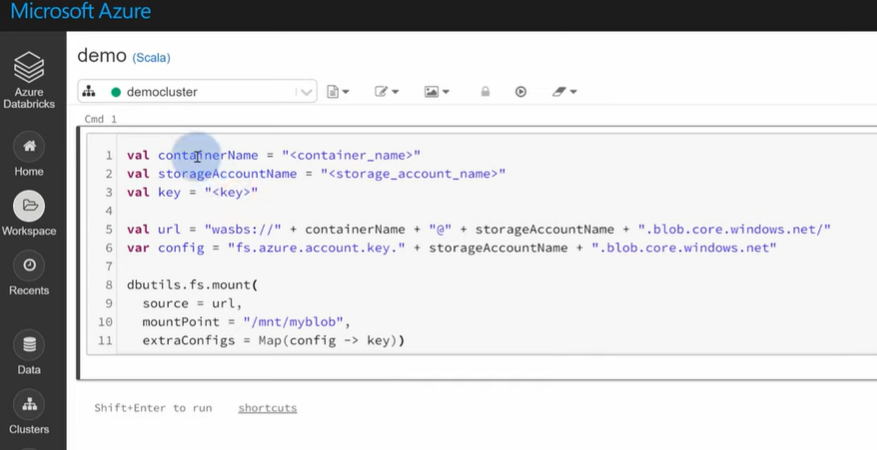 Microsoft Azure
demo (Scala)
Azure
Databricks
democluster
Cmd 1
Home
Workspace
Recents
Data
Clusters
1 val containerName = "<container_name>"
2 val storageAccountName = "<storage_account_name>"
3 val key = "<key>"
4
5 val url = "wasbs://" + containerName + "@" + storageAccountName + ".blob.core.windows.net/"
6 var config = "fs.azure.account.key." + storageAccountName + ".blob.core.windows.net"
7
8 dbutils.fs.mount(
9 source = url,
10 mountPoint = "/mnt/myblob",
11 extraConfigs = Map(config -> key))
Shift+Enter to run shortcuts